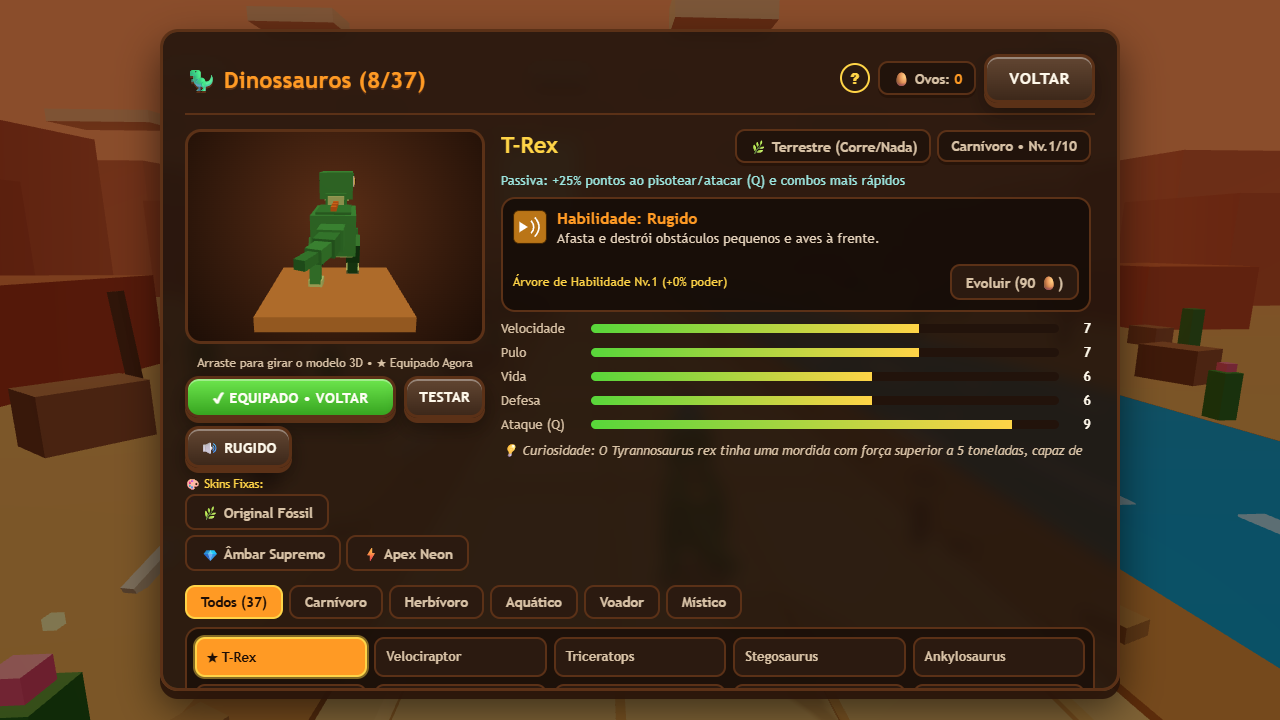 Dinossauros (8/37)
?
Ovos: 0
VOLTAR
T-Rex
Terrestre (Corre/Nada)
Carnívoro • Nv.1/10
Passiva: +25% pontos ao pisotear/atacar (Q) e combos mais rápidos
Habilidade: Rugido
Afasta e destrói obstáculos pequenos e aves à frente.
Árvore de Habilidade Nv.1 (+0% poder)
Evoluir (90 🥚)
Velocidade 7
Pulo 7
Vida 6
Defesa 6
Ataque (Q) 9
Curiosidade: O Tyrannosaurus rex tinha uma mordida com força superior a 5 toneladas, capaz de
Arraste para girar o modelo 3D • ★ Equipado Agora
✓ EQUIPADO • VOLTAR
TESTAR
RUGIDO
Skins Fixas:
Original Fóssil
Âmbar Supremo
Apex Neon
Todos (37)
Carnívoro
Herbívoro
Aquático
Voador
Místico
★ T-Rex
Velociraptor
Triceratops
Stegosaurus
Ankylosaurus